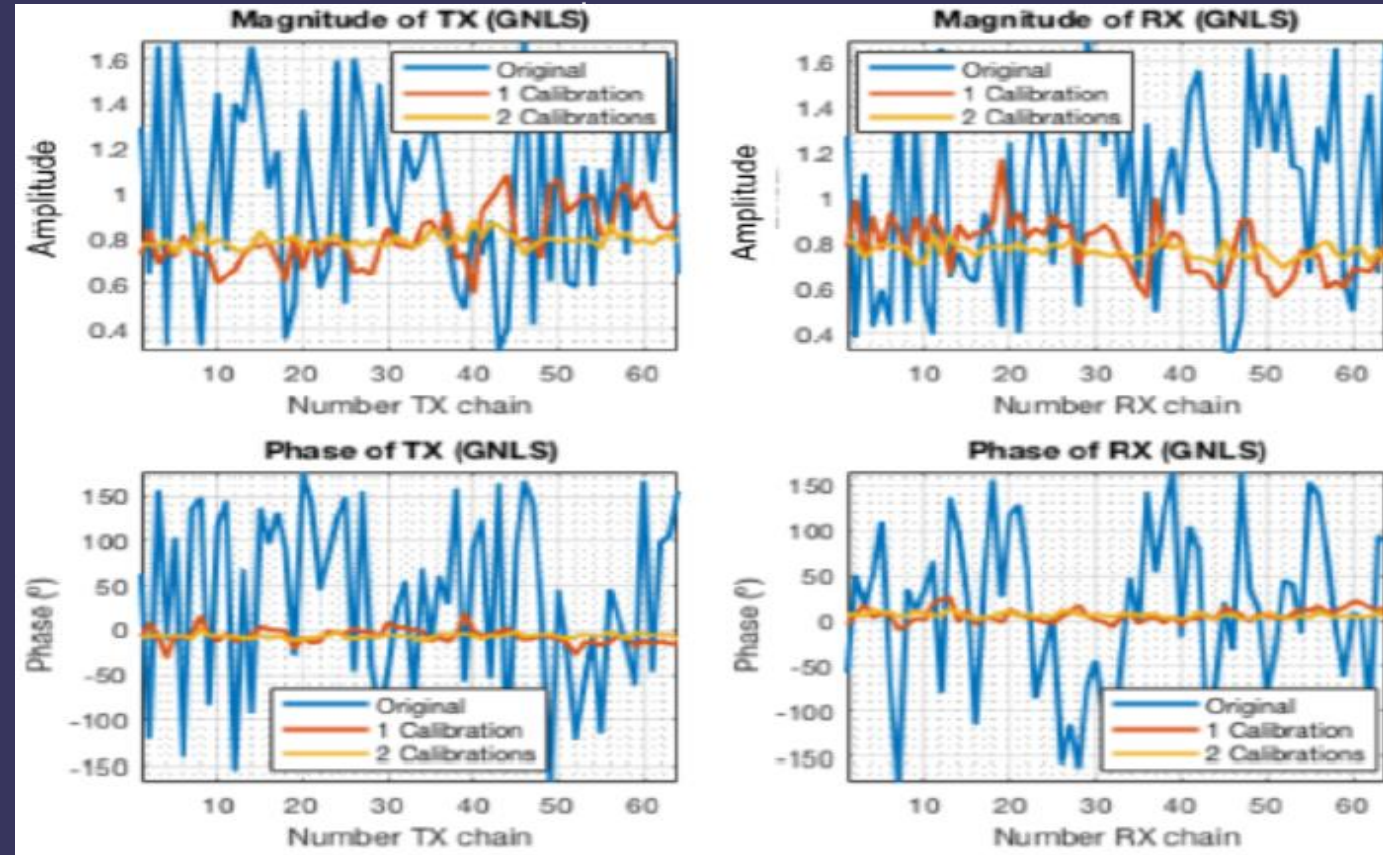 Magnitude of TX (GNLS)
Amplitude
1.6
1.4
1.2
1
0.8
0.6
0.4
Original
1 Calibration
2 Calibrations
10 20 30 40 50 60
Number TX chain
Magnitude of RX (GNLS)
Amplitude
1.6
1.4
1.2
1
0.8
0.6
0.4
Original
1 Calibration
2 Calibrations
10 20 30 40 50 60
Number RX chain
Phase of TX (GNLS)
Phase (º)
150
100
50
0
-50
-100
-150
Original
1 Calibration
2 Calibrations
10 20 30 40 50 60
Number TX chain
Phase of RX (GNLS)
Phase (º)
150
100
50
0
-50
-100
-150
Original
1 Calibration
2 Calibrations
10 20 30 40 50 60
Number RX chain